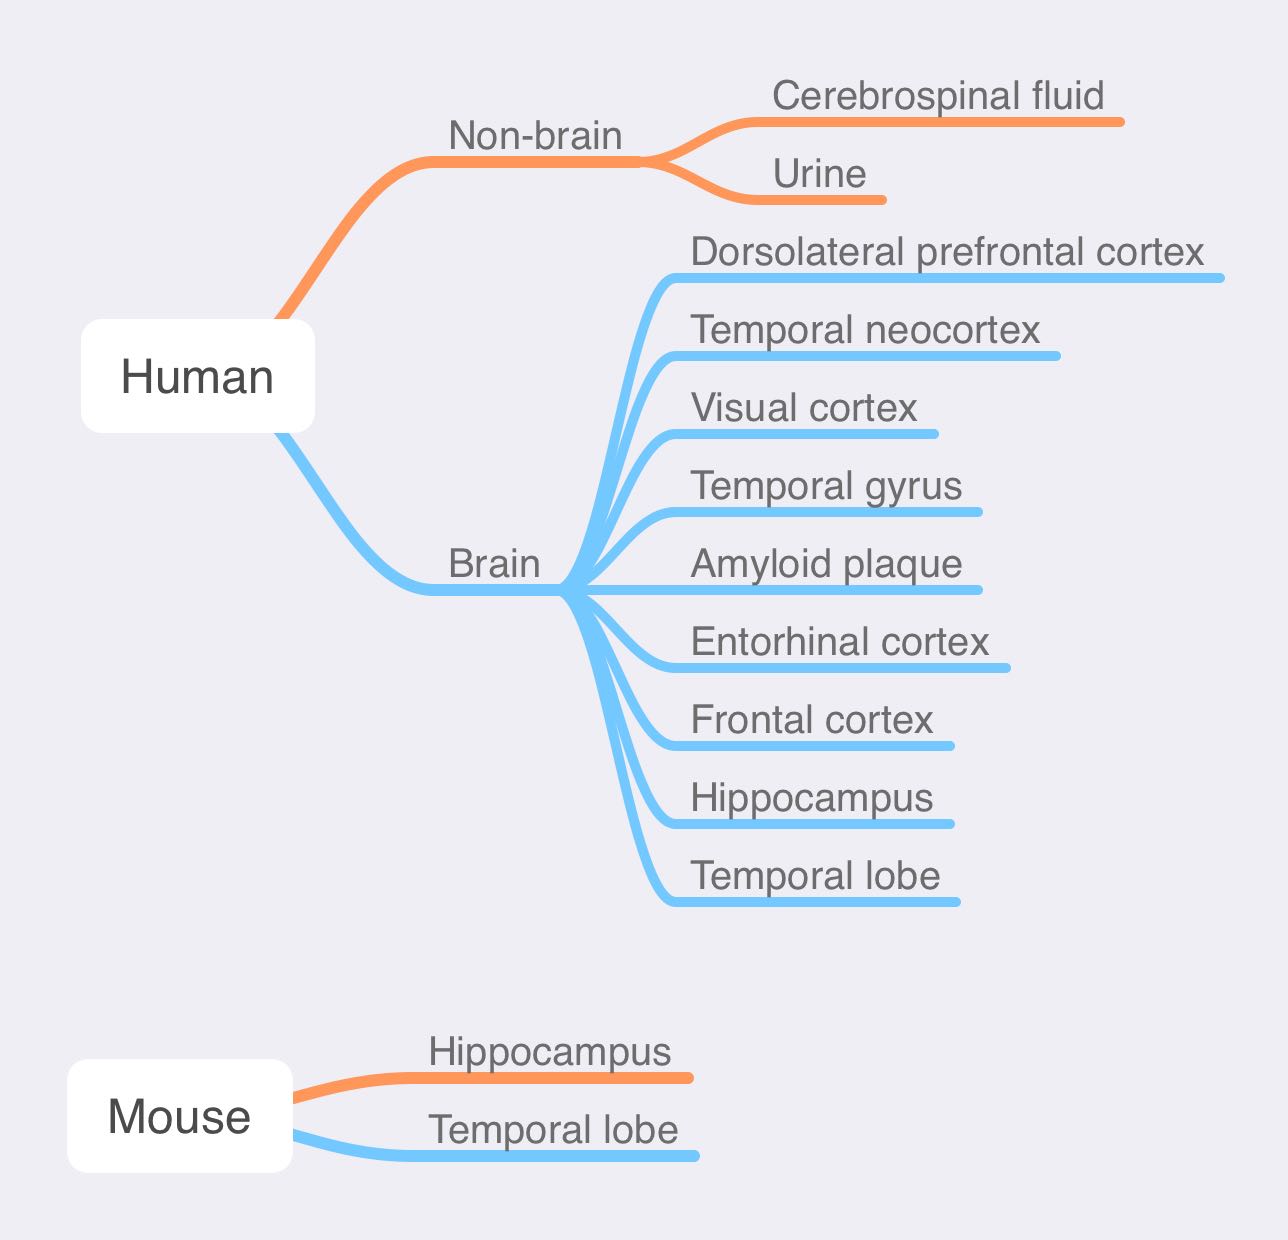 Cerebrospinal fluid
Non-brain
Urine
Dorsolateral prefrontal cortex
Temporal neocortex
Human
Visual cortex
Temporal gyrus
Brain
Amyloid plaque
Entorhinal cortex
Frontal cortex
Hippocampus
Temporal lobe
Hippocampus
Mouse
Temporal lobe